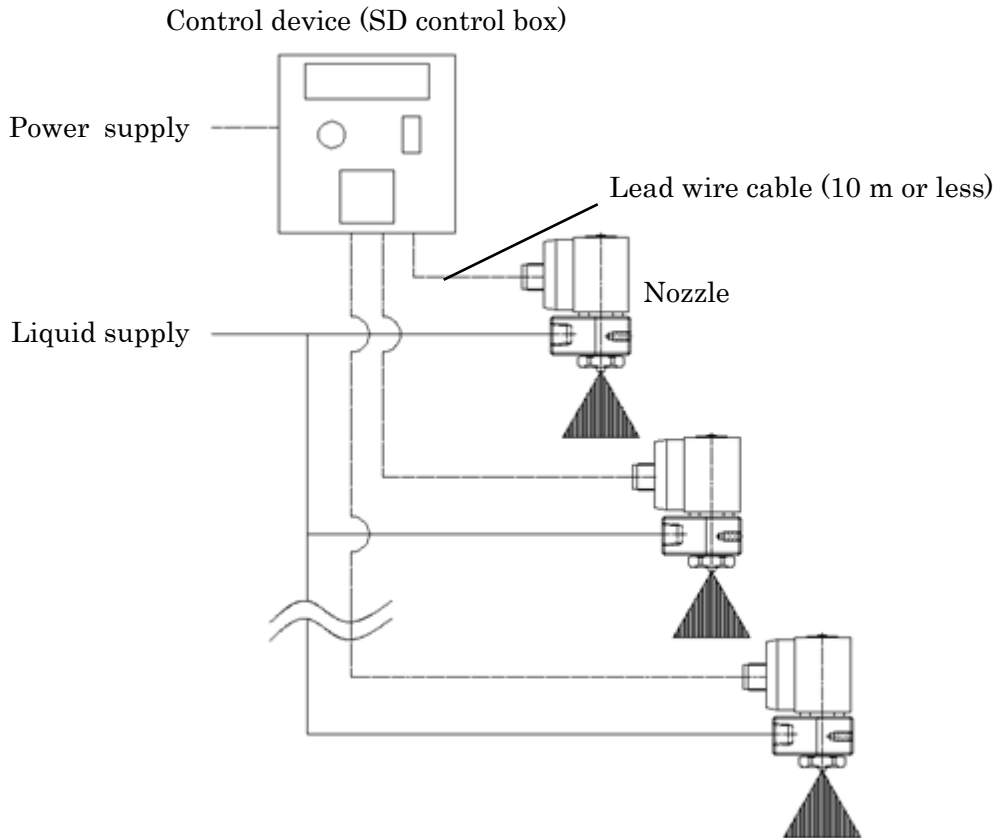 Control device (SD control box)
Power supply
Lead wire cable (10 m or less)
Nozzle
Liquid supply